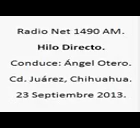 Radio Net 1490 AM.
Hilo Directo.
Conduce: Ángel Otero.
Cd. Juárez, Chihuahua.
23 Septiembre 2013.